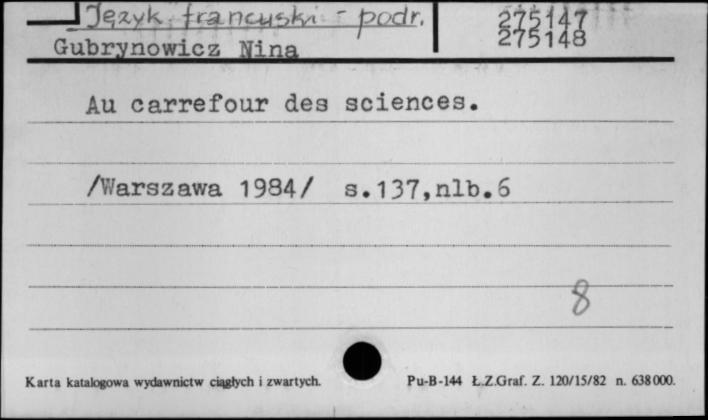 Język francuski - podr.
275147
275148
Gubrynowicz Nina
Au carrefour des sciences.
/Warszawa 1984/ s.137,nlb.6
8
Karta katalogowa wydawnictw ciągłych i zwartych.
Pu-B-144 Ł.Z.Graf. Z. 120/15/82 n. 638000.